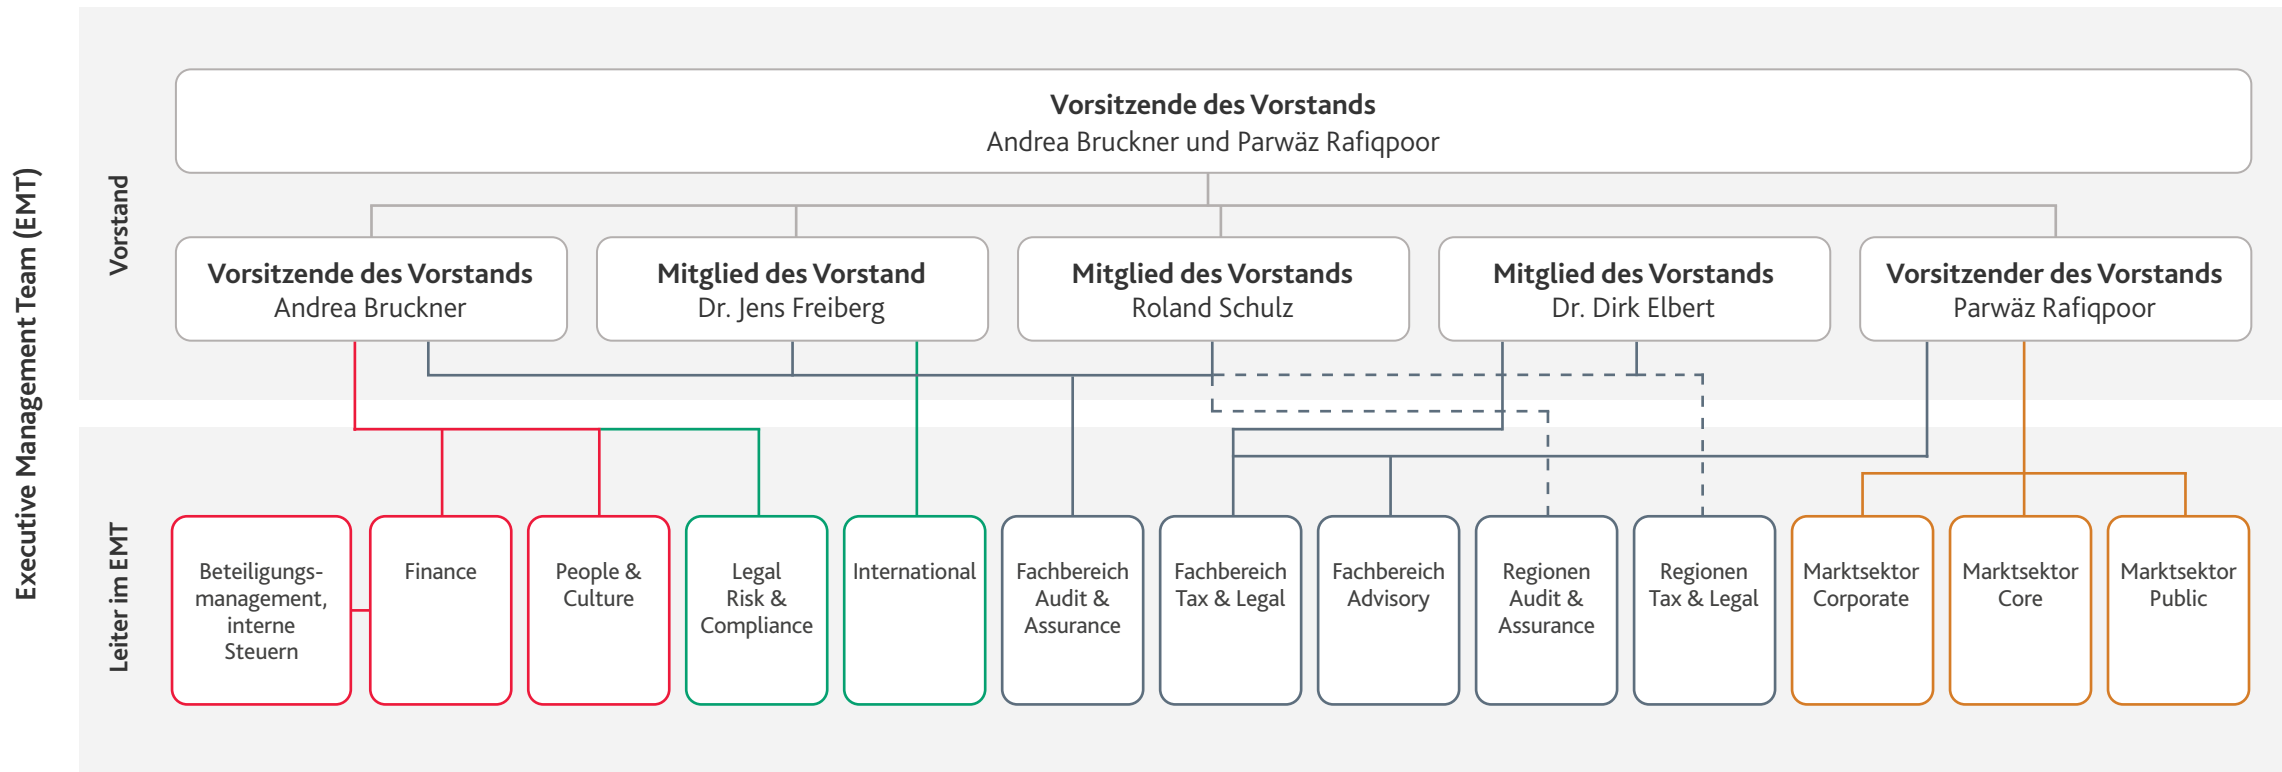 Executive Management Team (EMT)
Vorstand
Vorsitzende des Vorstands
Andrea Bruckner und Parwäz Rafiqpoor
Vorsitzende des Vorstands
Andrea Bruckner
Mitglied des Vorstand
Dr. Jens Freiberg
Mitglied des Vorstands
Roland Schulz
Mitglied des Vorstands
Dr. Dirk Elbert
Vorsitzender des Vorstands
Parwäz Rafiqpoor
Leiter im EMT
Beteiligungs-
management,
interne
Steuern
Finance
People &
Culture
Legal
Risk &
Compliance
International
Fachbereich
Audit &
Assurance
Fachbereich
Tax & Legal
Fachbereich
Advisory
Regionen
Audit &
Assurance
Regionen
Tax & Legal
Marktsektor
Corporate
Marktsektor
Core
Marktsektor
Public